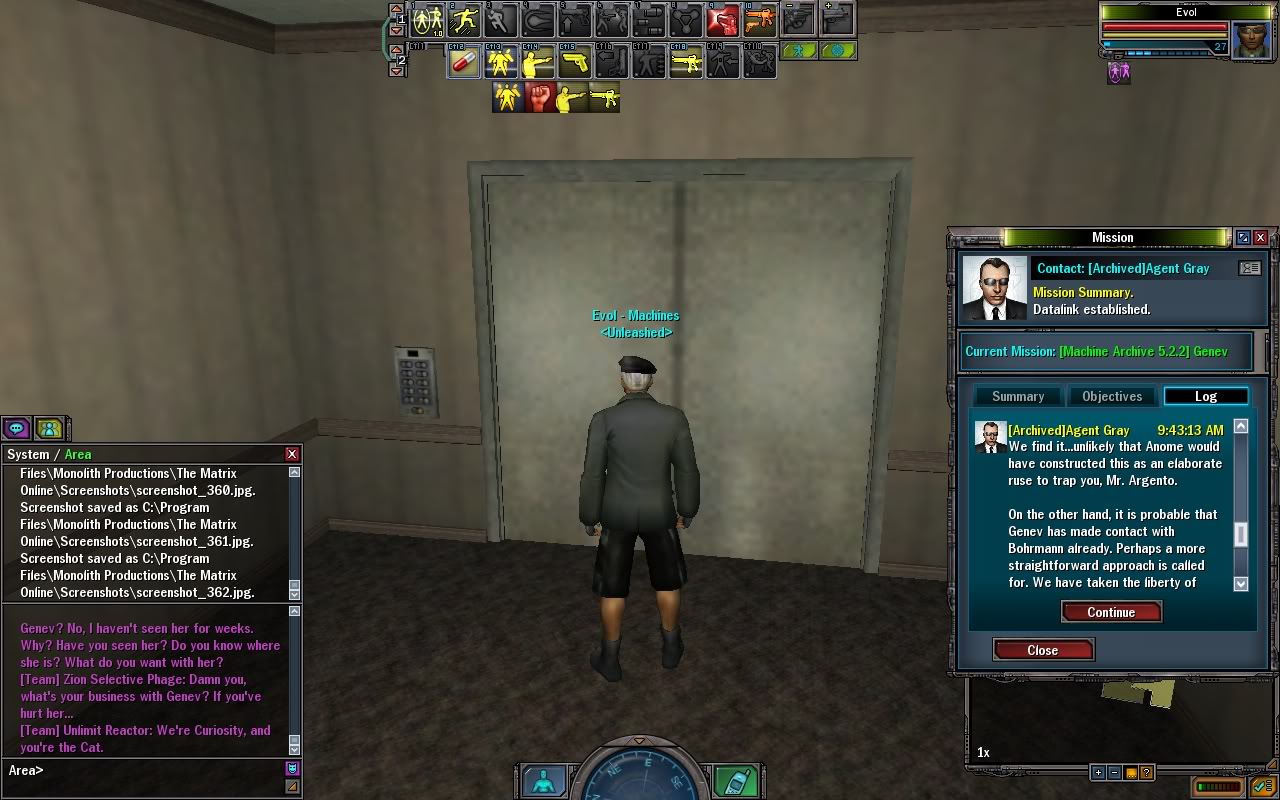 Evol
27
1
2
1.0
Evol - Machines
<Unleashed>
Mission
Contact: [Archived]Agent Gray
Mission Summary.
Datalink established.
Current Mission: [Machine Archive 5.2.2] Genev
Summary
Objectives
Log
[Archived]Agent Gray 9:43:13 AM
We find it...unlikely that Anome would
have constructed this as an elaborate
ruse to trap you, Mr. Argento.
On the other hand, it is probable that
Genev has made contact with
Bohrmann already. Perhaps a more
straightforward approach is called
for. We have taken the liberty of
Continue
Close
System / Area
Files\Monolith Productions\The Matrix
Online\Screenshots\screenshot_360.jpg.
Screenshot saved as C:\Program
Files\Monolith Productions\The Matrix
Online\Screenshots\screenshot_361.jpg.
Screenshot saved as C:\Program
Files\Monolith Productions\The Matrix
Online\Screenshots\screenshot_362.jpg.
Genev? No, I haven't seen her for weeks.
Why? Have you seen her? Do you know where
she is? What do you want with her?
[Team] Zion Selective Phage: Damn you,
what's your business with Genev? If you've
hurt her...
[Team] Unlimit Reactor: We're Curiosity, and
you're the Cat.
Area>
NE
E
SE
1x